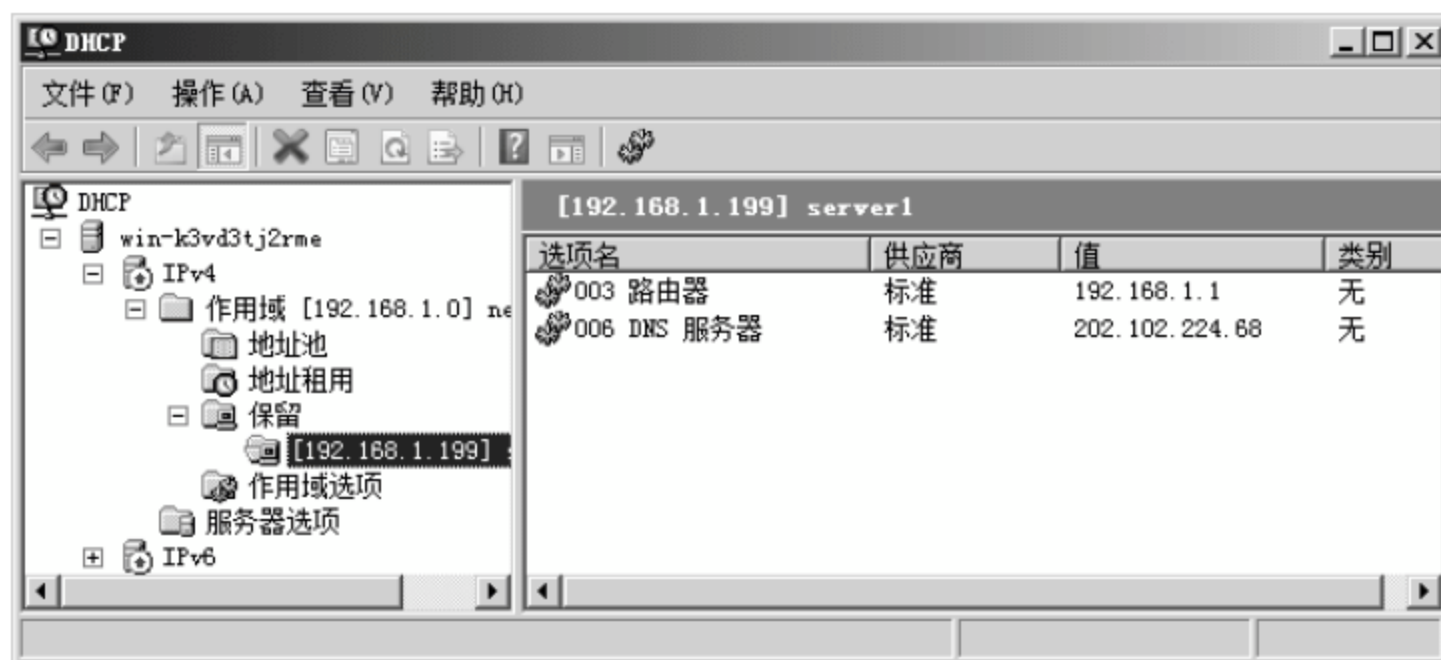 DHCP
文件(F) 操作(A) 查看(V) 帮助(H)
DHCP
win-k3vd3tj2rme
IPv4
作用域 [192.168.1.0] ne
地址池
地址租用
保留
[192.168.1.199]
作用域选项
服务器选项
IPv6
[192.168.1.199] server1
选项名 供应商 值 类别
003 路由器 标准 192.168.1.1 无
006 DNS 服务器 标准 202.102.224.68 无